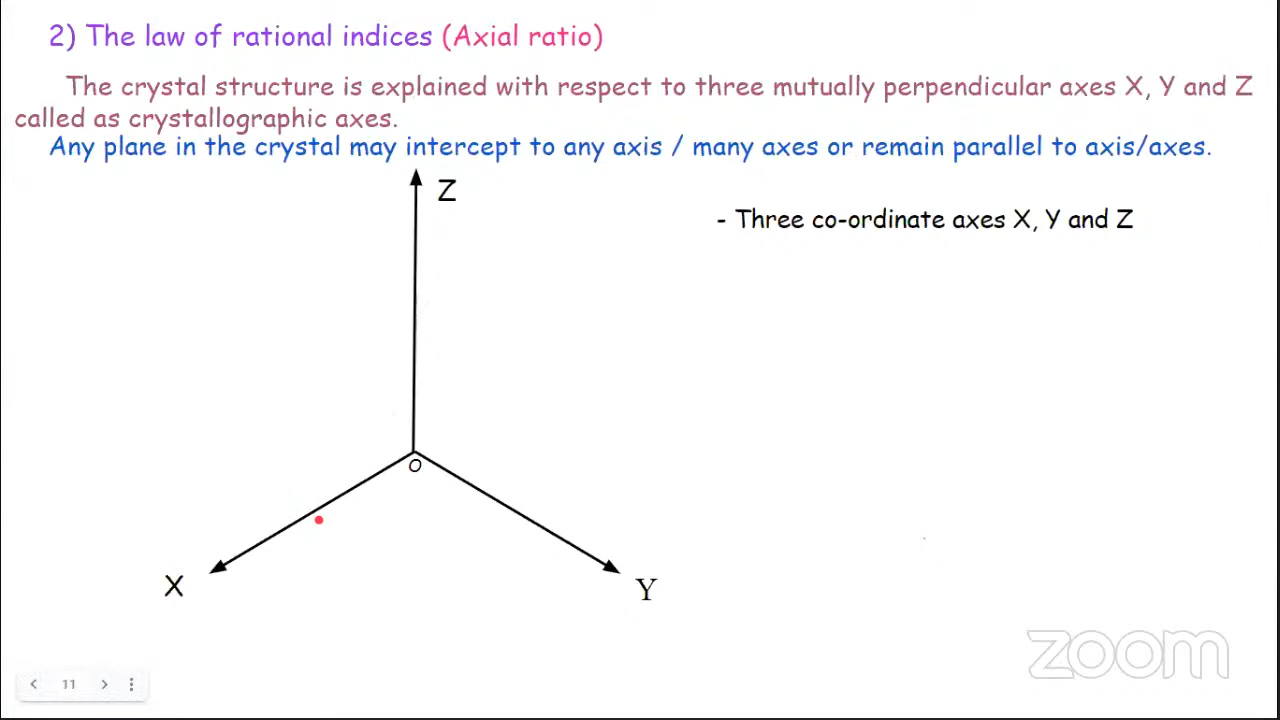 2) The law of rational indices (Axial ratio)
The crystal structure is explained with respect to three mutually perpendicular axes X, Y and Z
called as crystallographic axes.
Any plane in the crystal may intercept to any axis / many axes or remain parallel to axis/axes.
Z
- Three co-ordinate axes X, Y and Z
O
X
Y
zoom
11